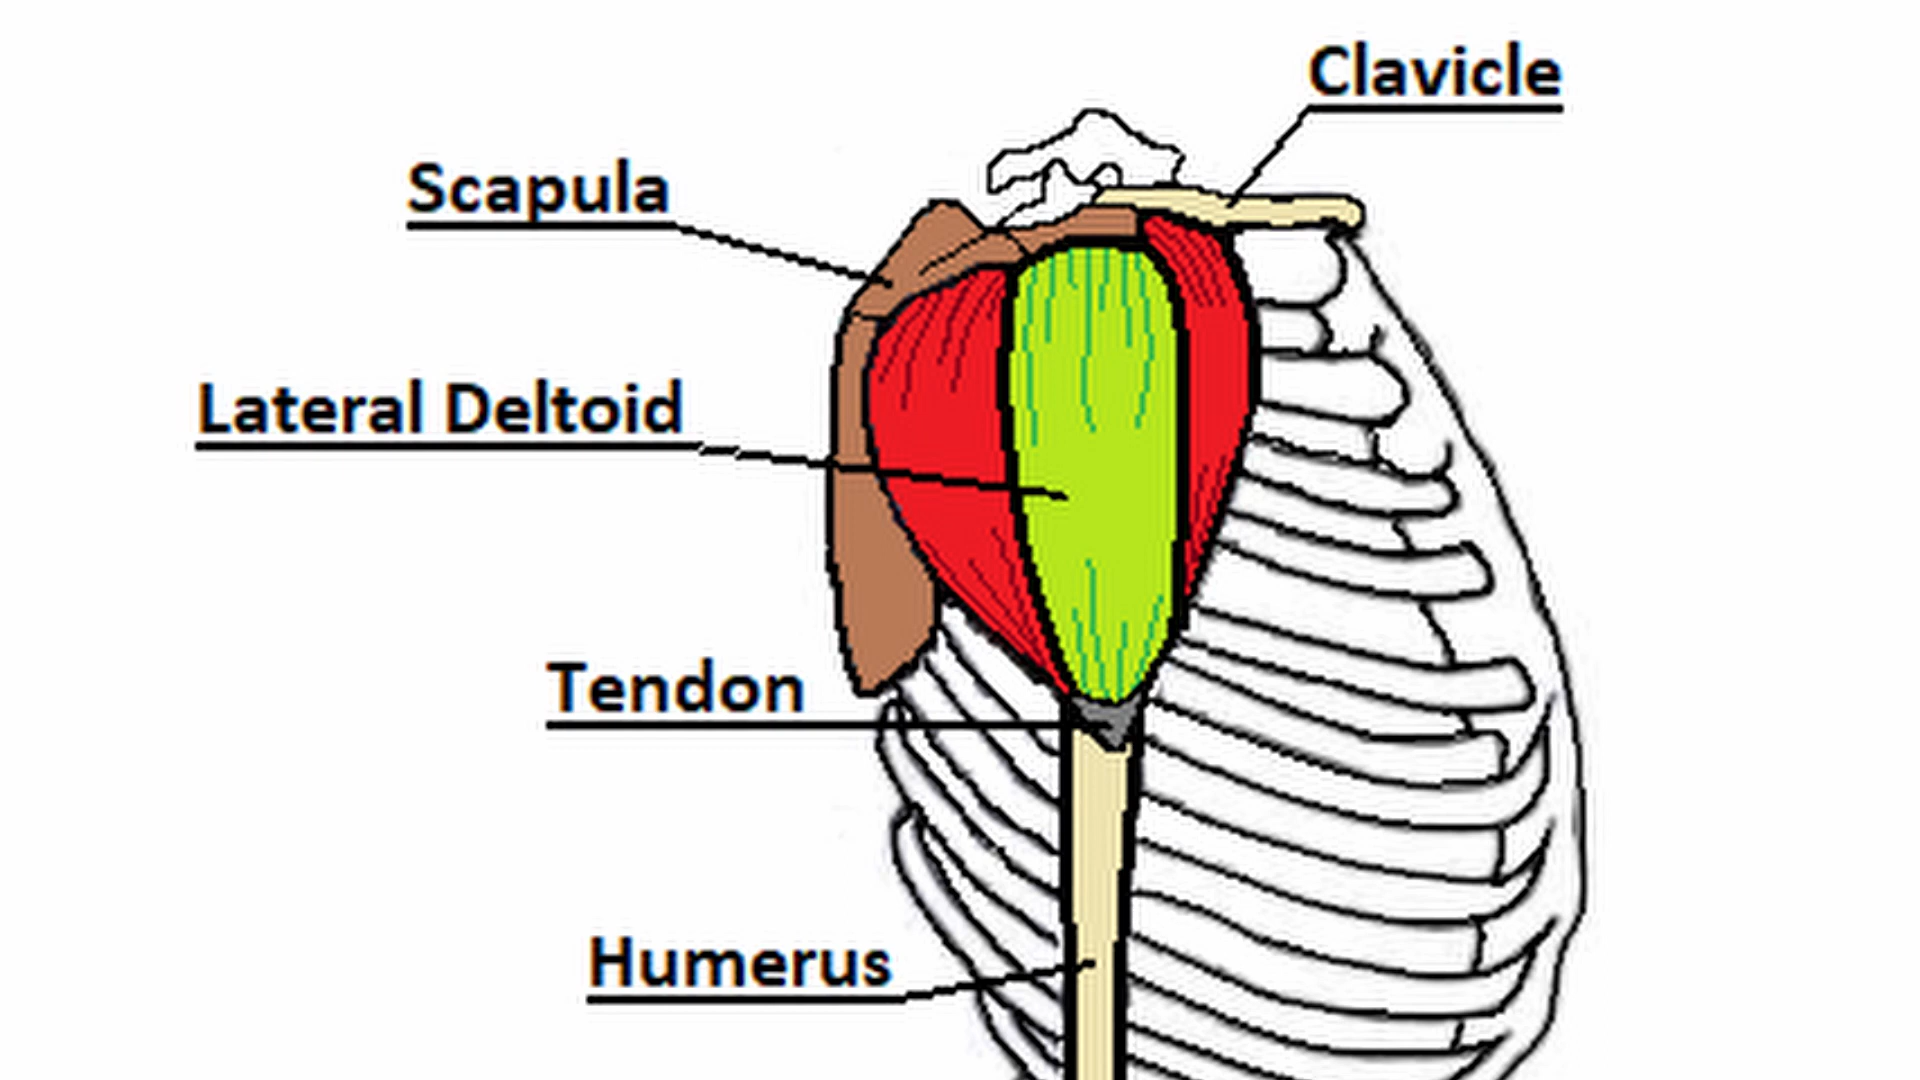 Clavicle
Scapula
Lateral Deltoid
Tendon
Humerus